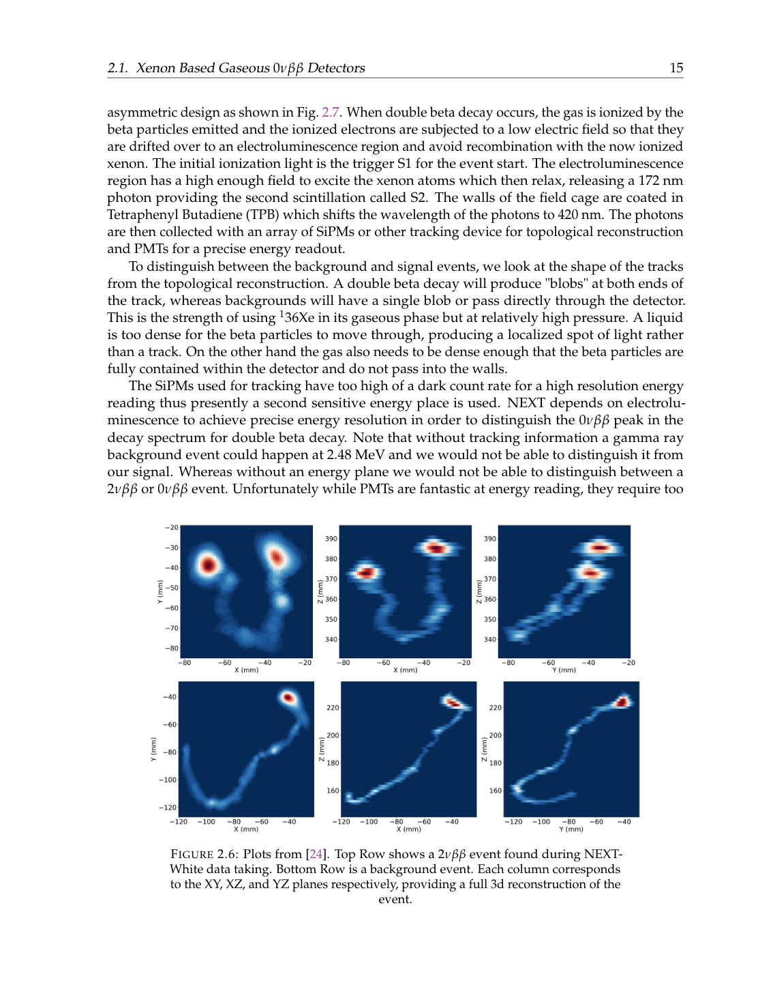 2.1. Xenon Based Gaseous 0νββ Detectors 15
asymmetric design as shown in Fig. 2.7. When double beta decay occurs, the gas is ionized by the
beta particles emitted and the ionized electrons are subjected to a low electric field so that they
are drifted over to an electroluminescence region and avoid recombination with the now ionized
xenon. The initial ionization light is the trigger S1 for the event start. The electroluminescence
region has a high enough field to excite the xenon atoms which then relax, releasing a 172 nm
photon providing the second scintillation called S2. The walls of the field cage are coated in
Tetraphenyl Butadiene (TPB) which shifts the wavelength of the photons to 420 nm. The photons
are then collected with an array of SiPMs or other tracking device for topological reconstruction
and PMTs for a precise energy readout.
To distinguish between the background and signal events, we look at the shape of the tracks
from the topological reconstruction. A double beta decay will produce "blobs" at both ends of
the track, whereas backgrounds will have a single blob or pass directly through the detector.
This is the strength of using ¹36Xe in its gaseous phase but at relatively high pressure. A liquid
is too dense for the beta particles to move through, producing a localized spot of light rather
than a track. On the other hand the gas also needs to be dense enough that the beta particles are
fully contained within the detector and do not pass into the walls.
The SiPMs used for tracking have too high of a dark count rate for a high resolution energy
reading thus presently a second sensitive energy place is used. NEXT depends on electrolu-
minescence to achieve precise energy resolution in order to distinguish the 0νββ peak in the
decay spectrum for double beta decay. Note that without tracking information a gamma ray
background event could happen at 2.48 MeV and we would not be able to distinguish it from
our signal. Whereas without an energy plane we would not be able to distinguish between a
2νββ or 0νββ event. Unfortunately while PMTs are fantastic at energy reading, they require too
−20
−30
−40
−50
−60
−70
−80
Y (mm)
−80 −60 −40 −20
X (mm)
390
380
370
360
350
340
Z (mm)
−80 −60 −40 −20
X (mm)
390
380
370
360
350
340
Z (mm)
−80 −60 −40 −20
Y (mm)
−40
−60
−80
−100
−120
Y (mm)
−120 −100 −80 −60 −40
X (mm)
220
200
180
160
Z (mm)
−120 −100 −80 −60 −40
X (mm)
220
200
180
160
Z (mm)
−120 −100 −80 −60 −40
Y (mm)
FIGURE 2.6: Plots from [24]. Top Row shows a 2νββ event found during NEXT-
White data taking. Bottom Row is a background event. Each column corresponds
to the XY, XZ, and YZ planes respectively, providing a full 3d reconstruction of the
event.